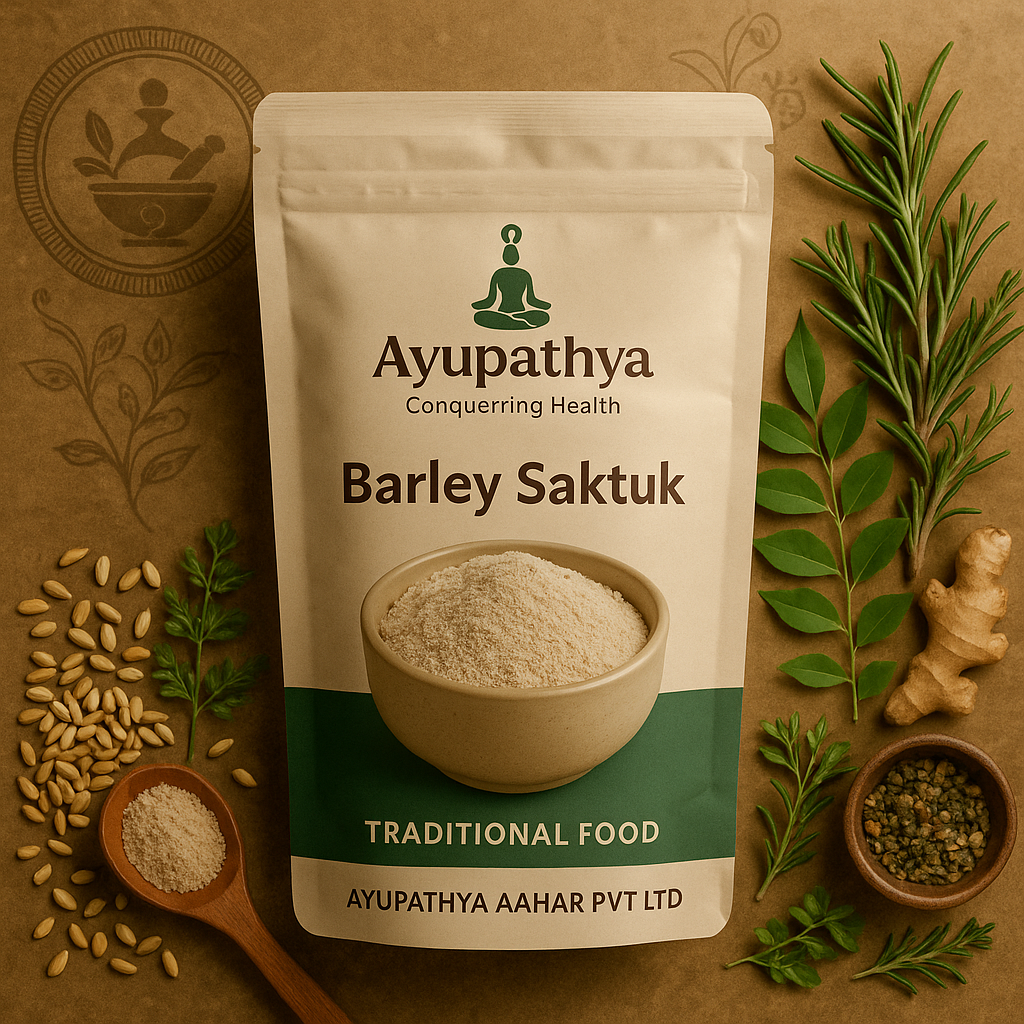 Ayupathya
Conquerring Health
Barley Saktuk
TRADITIONAL FOOD
AYUPATHYA AAHAR PVT LTD